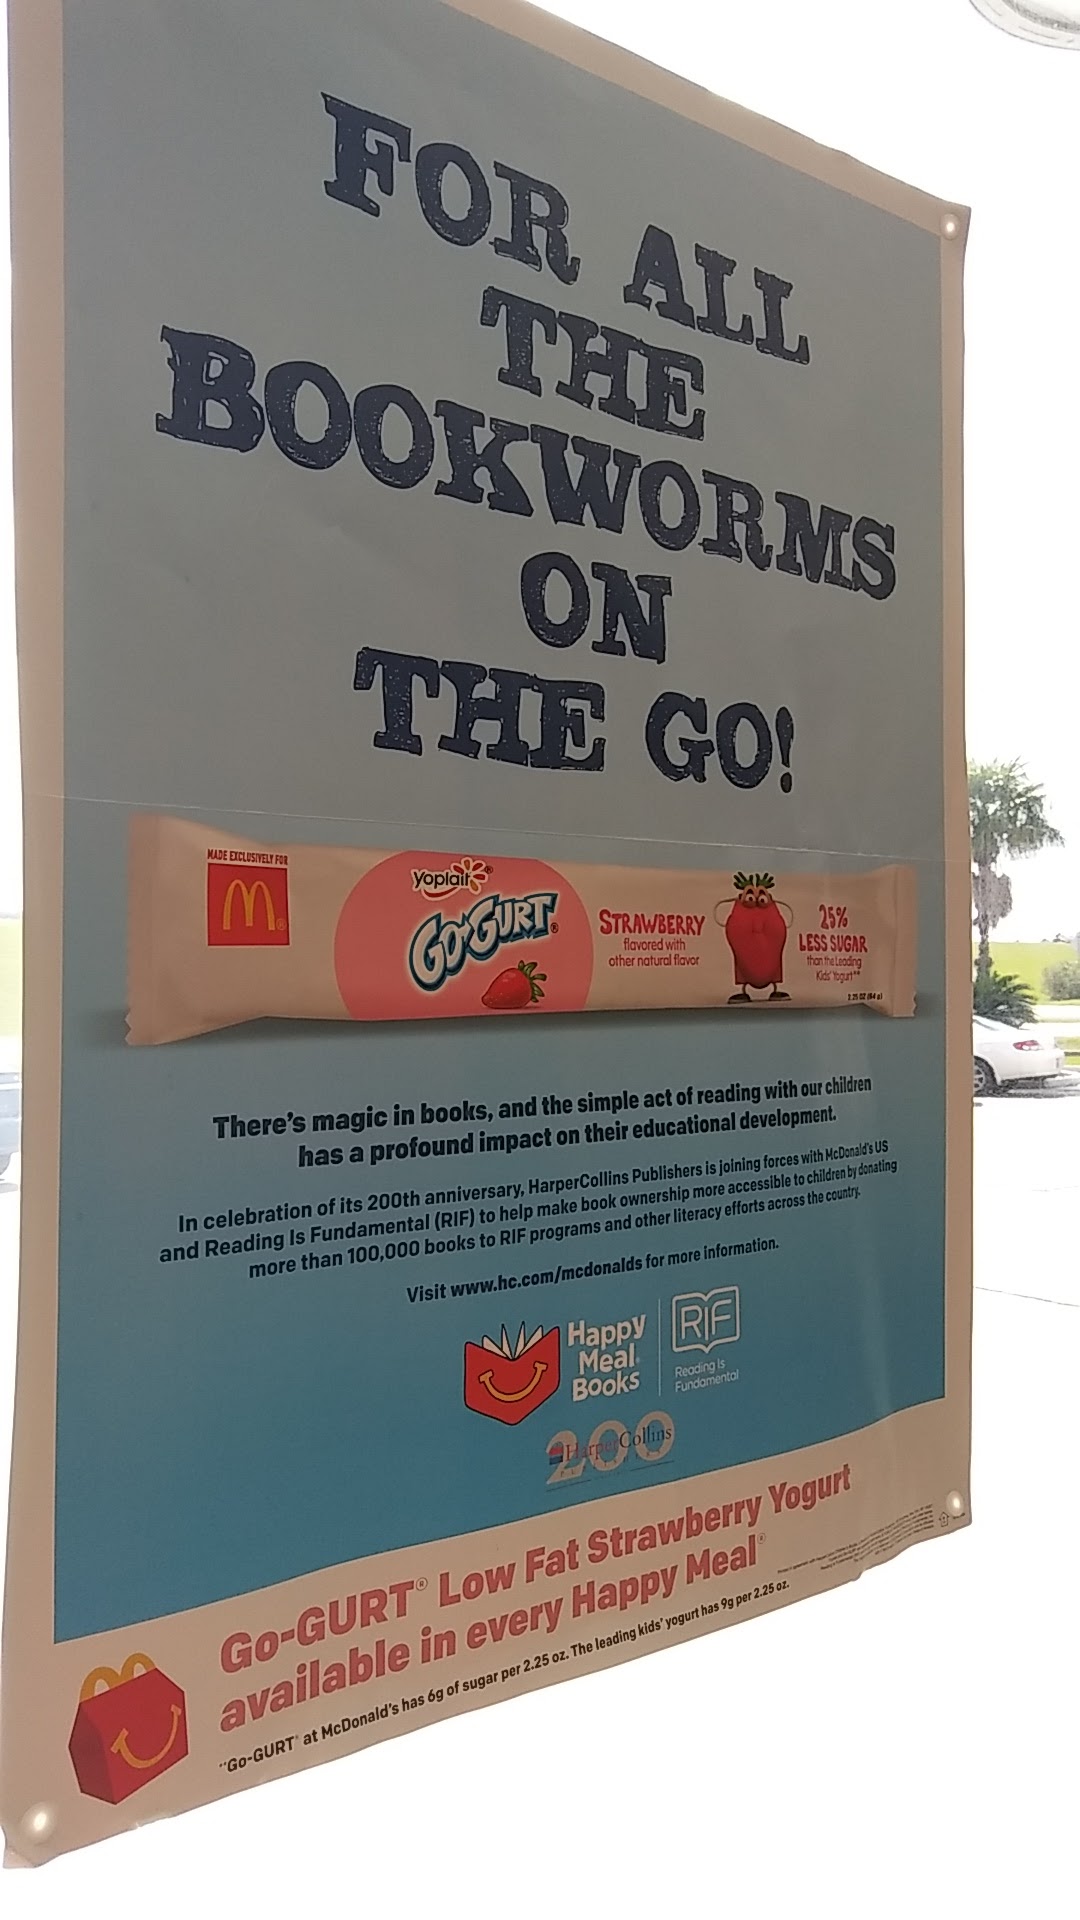 FOR ALL
THE
BOOKWORMS
ON
THE GO!
MADE EXCLUSIVELY FOR
M
Yoplait
GO-GURT
STRAWBERRY
flavored with
other natural flavor
25%
LESS SUGAR
than the Leading
Kids' Yogurt**
2.25 OZ (64 g)
There's magic in books, and the simple act of reading with our children
has a profound impact on their educational development.
In celebration of its 200th anniversary, HarperCollins Publishers is joining forces with McDonald's US
and Reading Is Fundamental (RIF) to help make book ownership more accessible to children by donating
more than 100,000 books to RIF programs and other literacy efforts across the country.
Visit www.hc.com/mcdonalds for more information.
Happy
Meal
Books
RIF
Reading Is
Fundamental
200
HarperCollins
Go-GURT® Low Fat Strawberry Yogurt
available in every Happy Meal®
**Go-GURT® at McDonald's has 6g of sugar per 2.25 oz. The leading kids' yogurt has 9g per 2.25 oz.